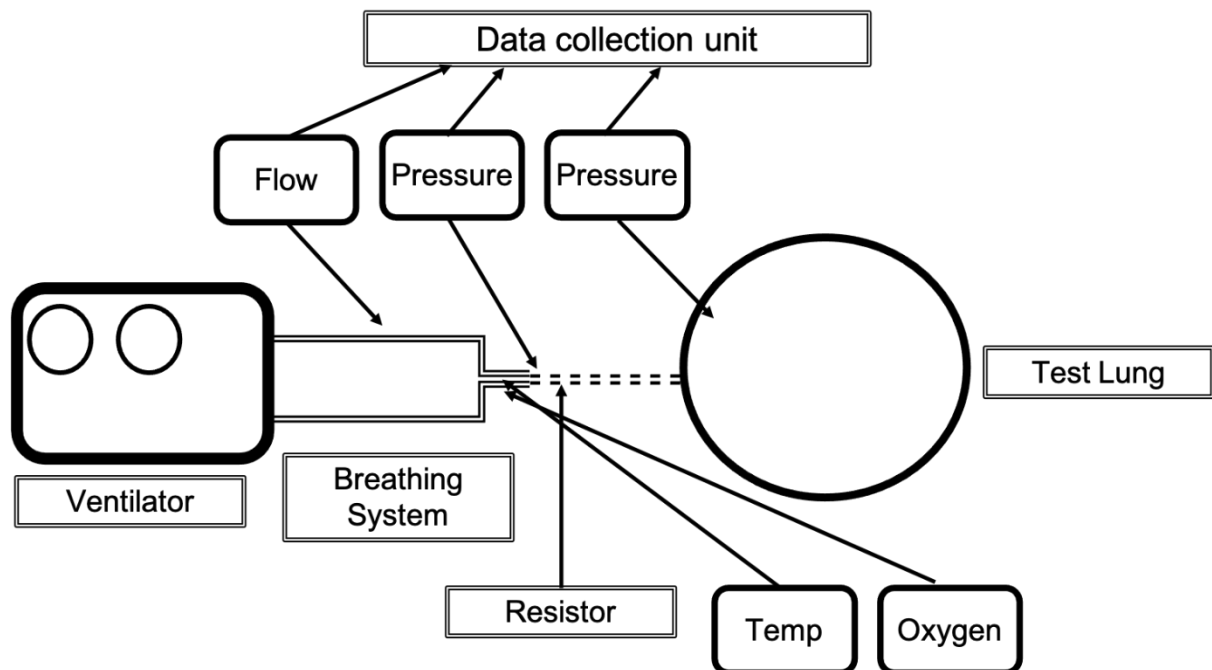 Data collection unit
Flow
Pressure
Pressure
Test Lung
Ventilator
Breathing
System
Resistor
Temp
Oxygen